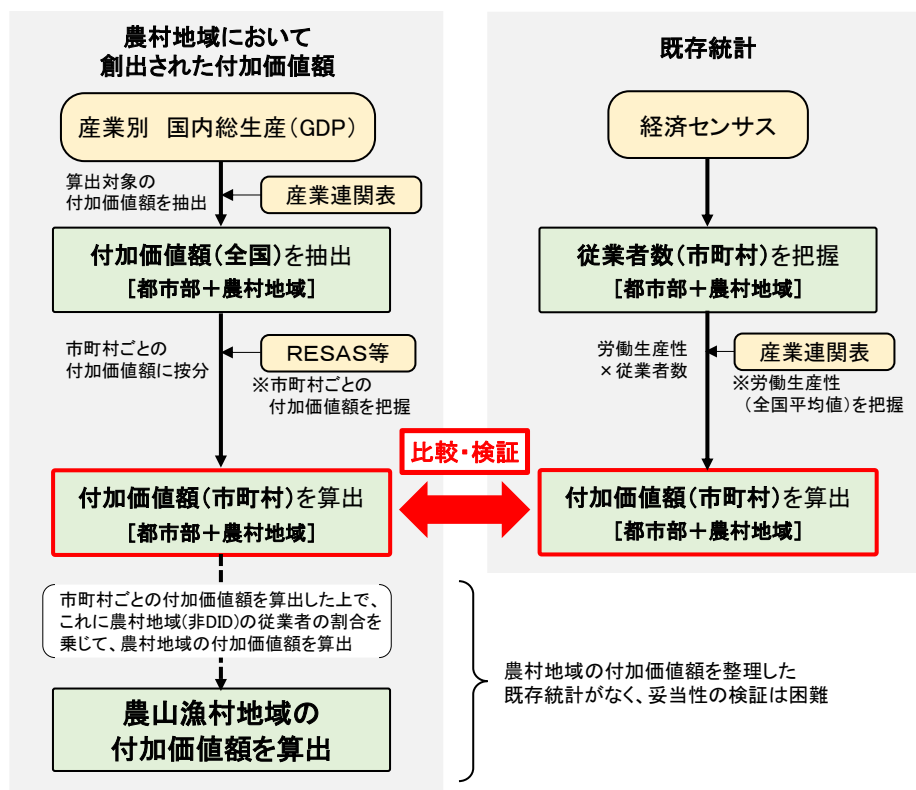 農村地域において
創出された付加価値額
産業別　国内総生産（GDP）
算出対象の
付加価値額を抽出
産業連関表
付加価値額（全国）を抽出
［都市部＋農村地域］
市町村ごとの
付加価値額に按分
ＲＥＳＡＳ等
※市町村ごとの
付加価値額を把握
付加価値額（市町村）を算出
［都市部＋農村地域］
市町村ごとの付加価値額を算出した上で、
これに農村地域(非DID)の従業者の割合を
乗じて、農村地域の付加価値額を算出
農山漁村地域の
付加価値額を算出
比較・検証
既存統計
経済センサス
従業者数（市町村）を把握
［都市部＋農村地域］
労働生産性
×従業者数
産業連関表
※労働生産性
（全国平均値）を把握
付加価値額（市町村）を算出
［都市部＋農村地域］
農村地域の付加価値額を整理した
既存統計がなく、妥当性の検証は困難